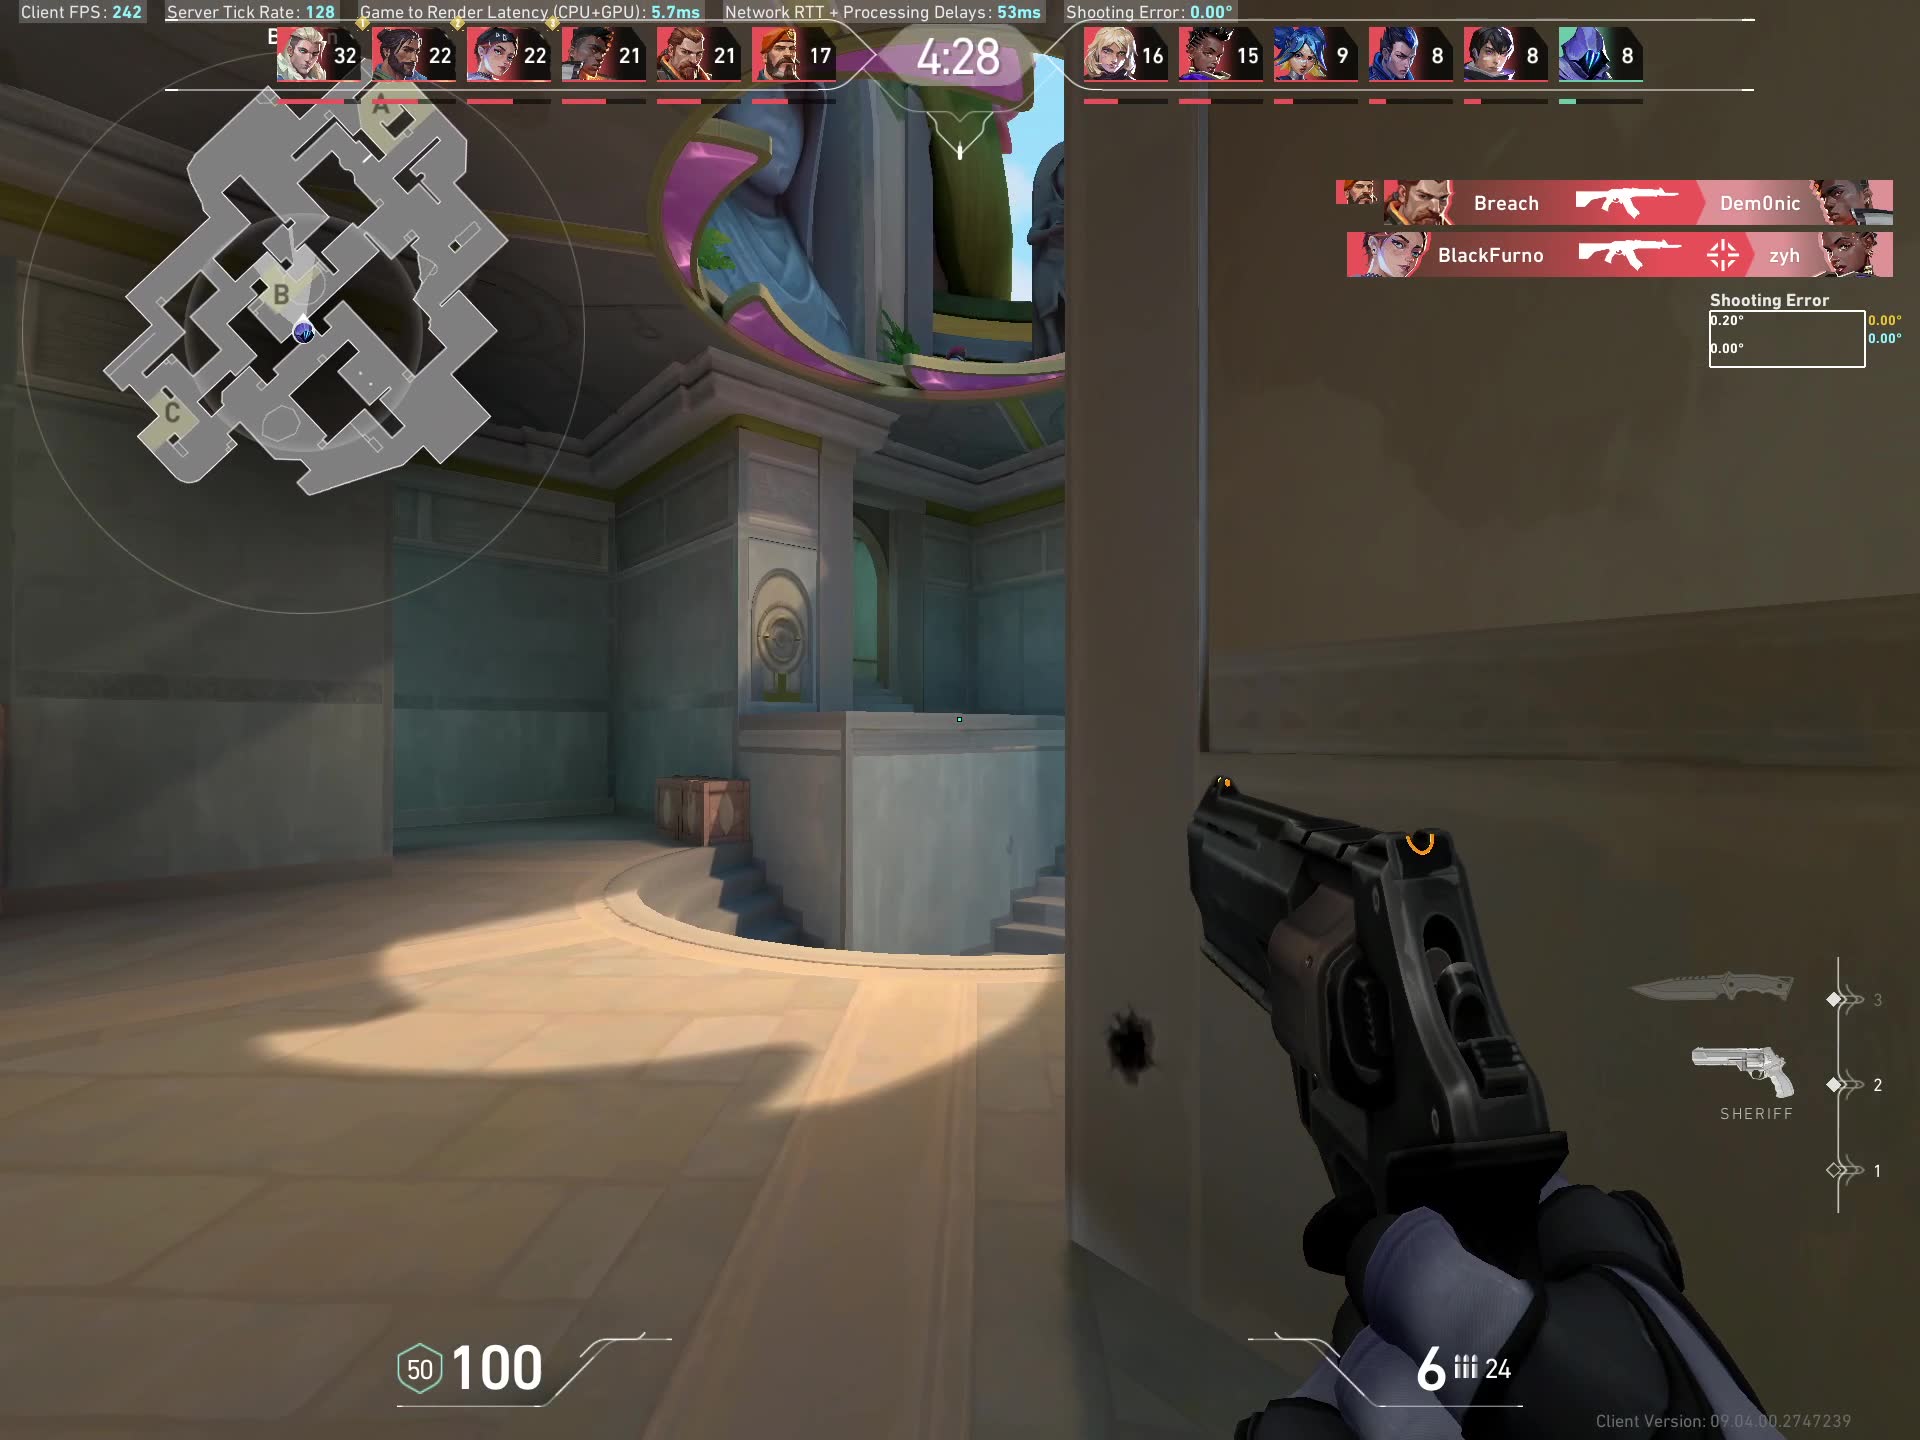 Client FPS: 242 Server Tick Rate: 128 Game to Render Latency (CPU+GPU): 5.7ms Network RTT + Processing Delays: 53ms Shooting Error: 0.00°
32 22 22 21 21 17 4:28 16 15 9 8 8 8
A
B
C
Breach Dem0nic
BlackFurno zyh
Shooting Error
0.20° 0.00°
0.00°
0.00°
3
2
SHERIFF
1
50 100
6 24
Client Version: 09.04.00.2747239